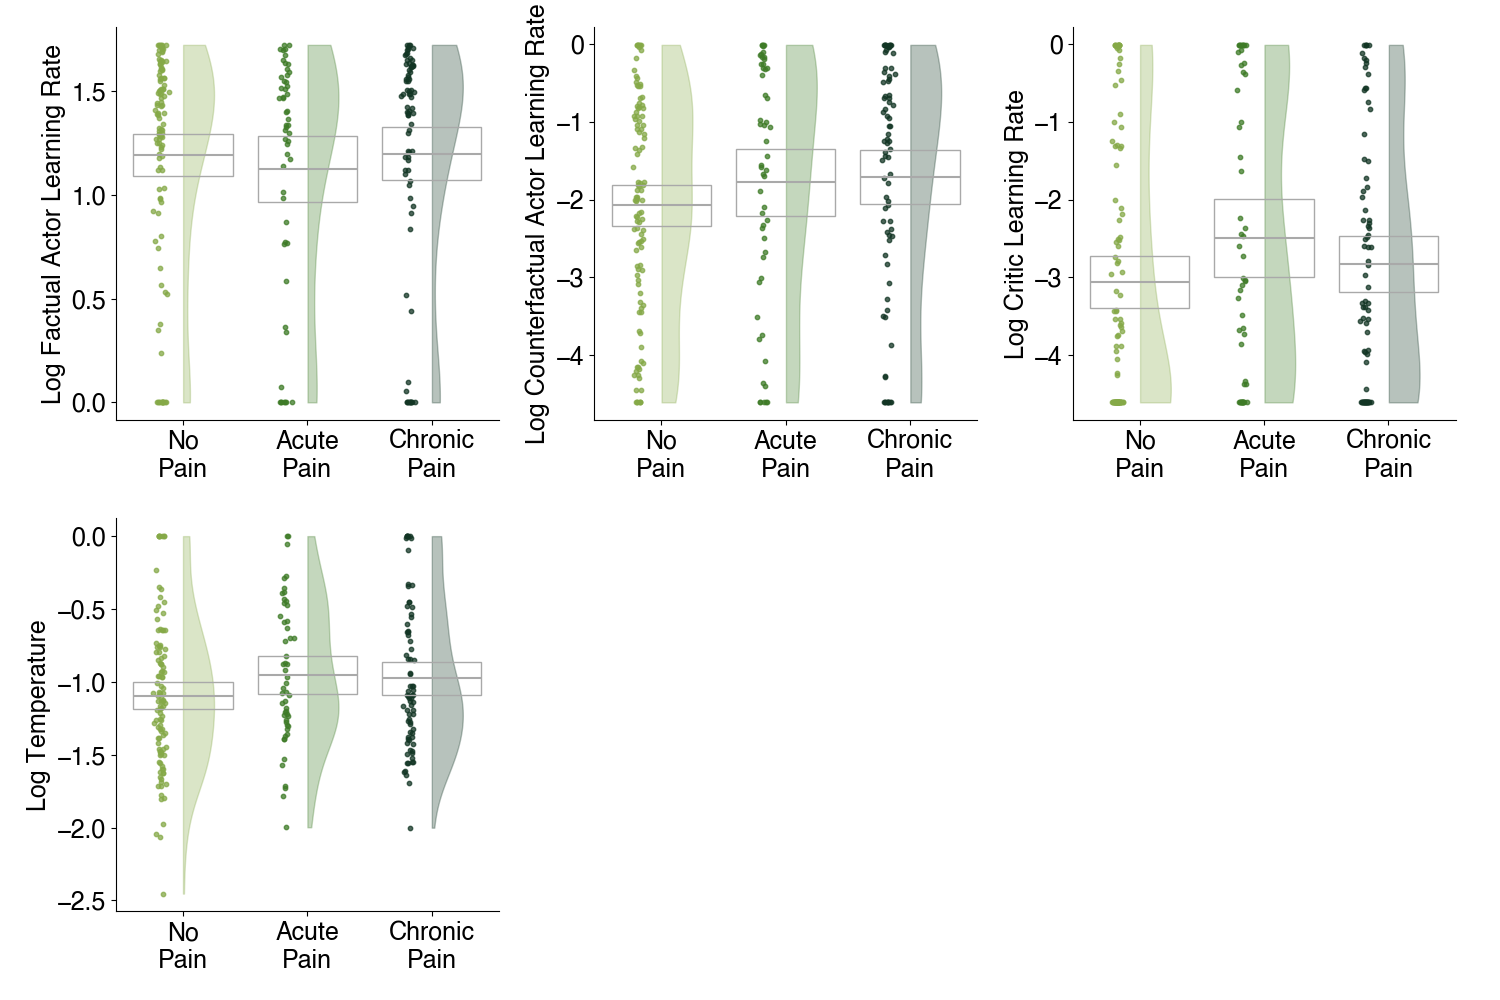 Log Factual Actor Learning Rate
1.5
1.0
0.5
0.0
No
Pain
Acute
Pain
Chronic
Pain
Log Counterfactual Actor Learning Rate
0
−1
−2
−3
−4
No
Pain
Acute
Pain
Chronic
Pain
Log Critic Learning Rate
0
−1
−2
−3
−4
No
Pain
Acute
Pain
Chronic
Pain
Log Temperature
0.0
−0.5
−1.0
−1.5
−2.0
−2.5
No
Pain
Acute
Pain
Chronic
Pain